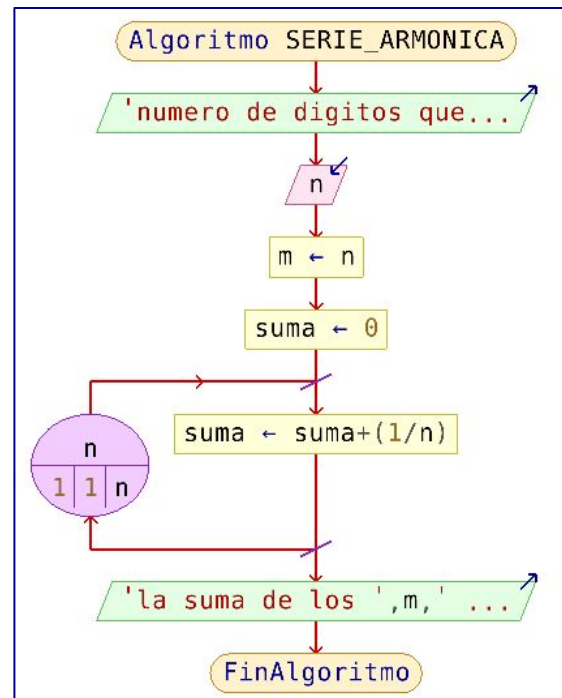 Algoritmo SERIE_ARMONICA
'numero de digitos que...
n
m ← n
suma ← 0
suma ← suma+(1/n)
n
1 1 n
'la suma de los ',m,' ...
FinAlgoritmo